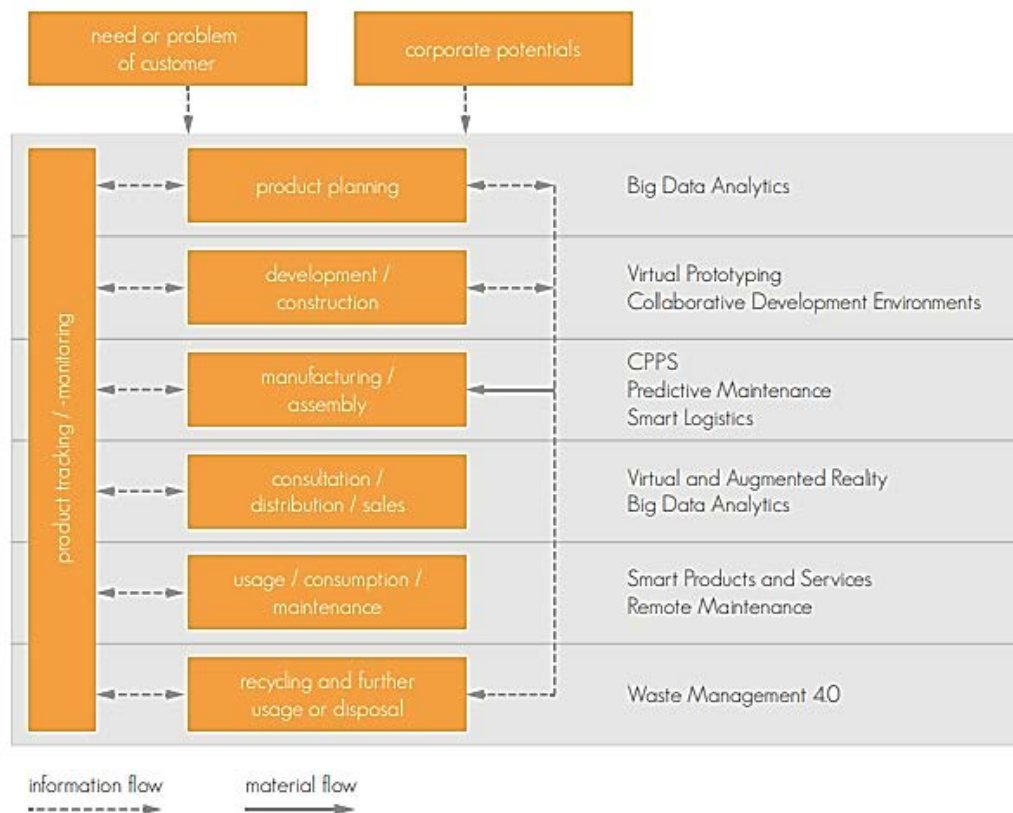 need or problem
of customer
corporate potentials
product tracking / -monitoring
product planning
Big Data Analytics
development /
construction
Virtual Prototyping
Collaborative Development Environments
manufacturing /
assembly
CPPS
Predictive Maintenance
Smart Logistics
consultation /
distribution / sales
Virtual and Augmented Reality
Big Data Analytics
usage / consumption /
maintenance
Smart Products and Services
Remote Maintenance
recycling and further
usage or disposal
Waste Management 4.0
information flow
material flow